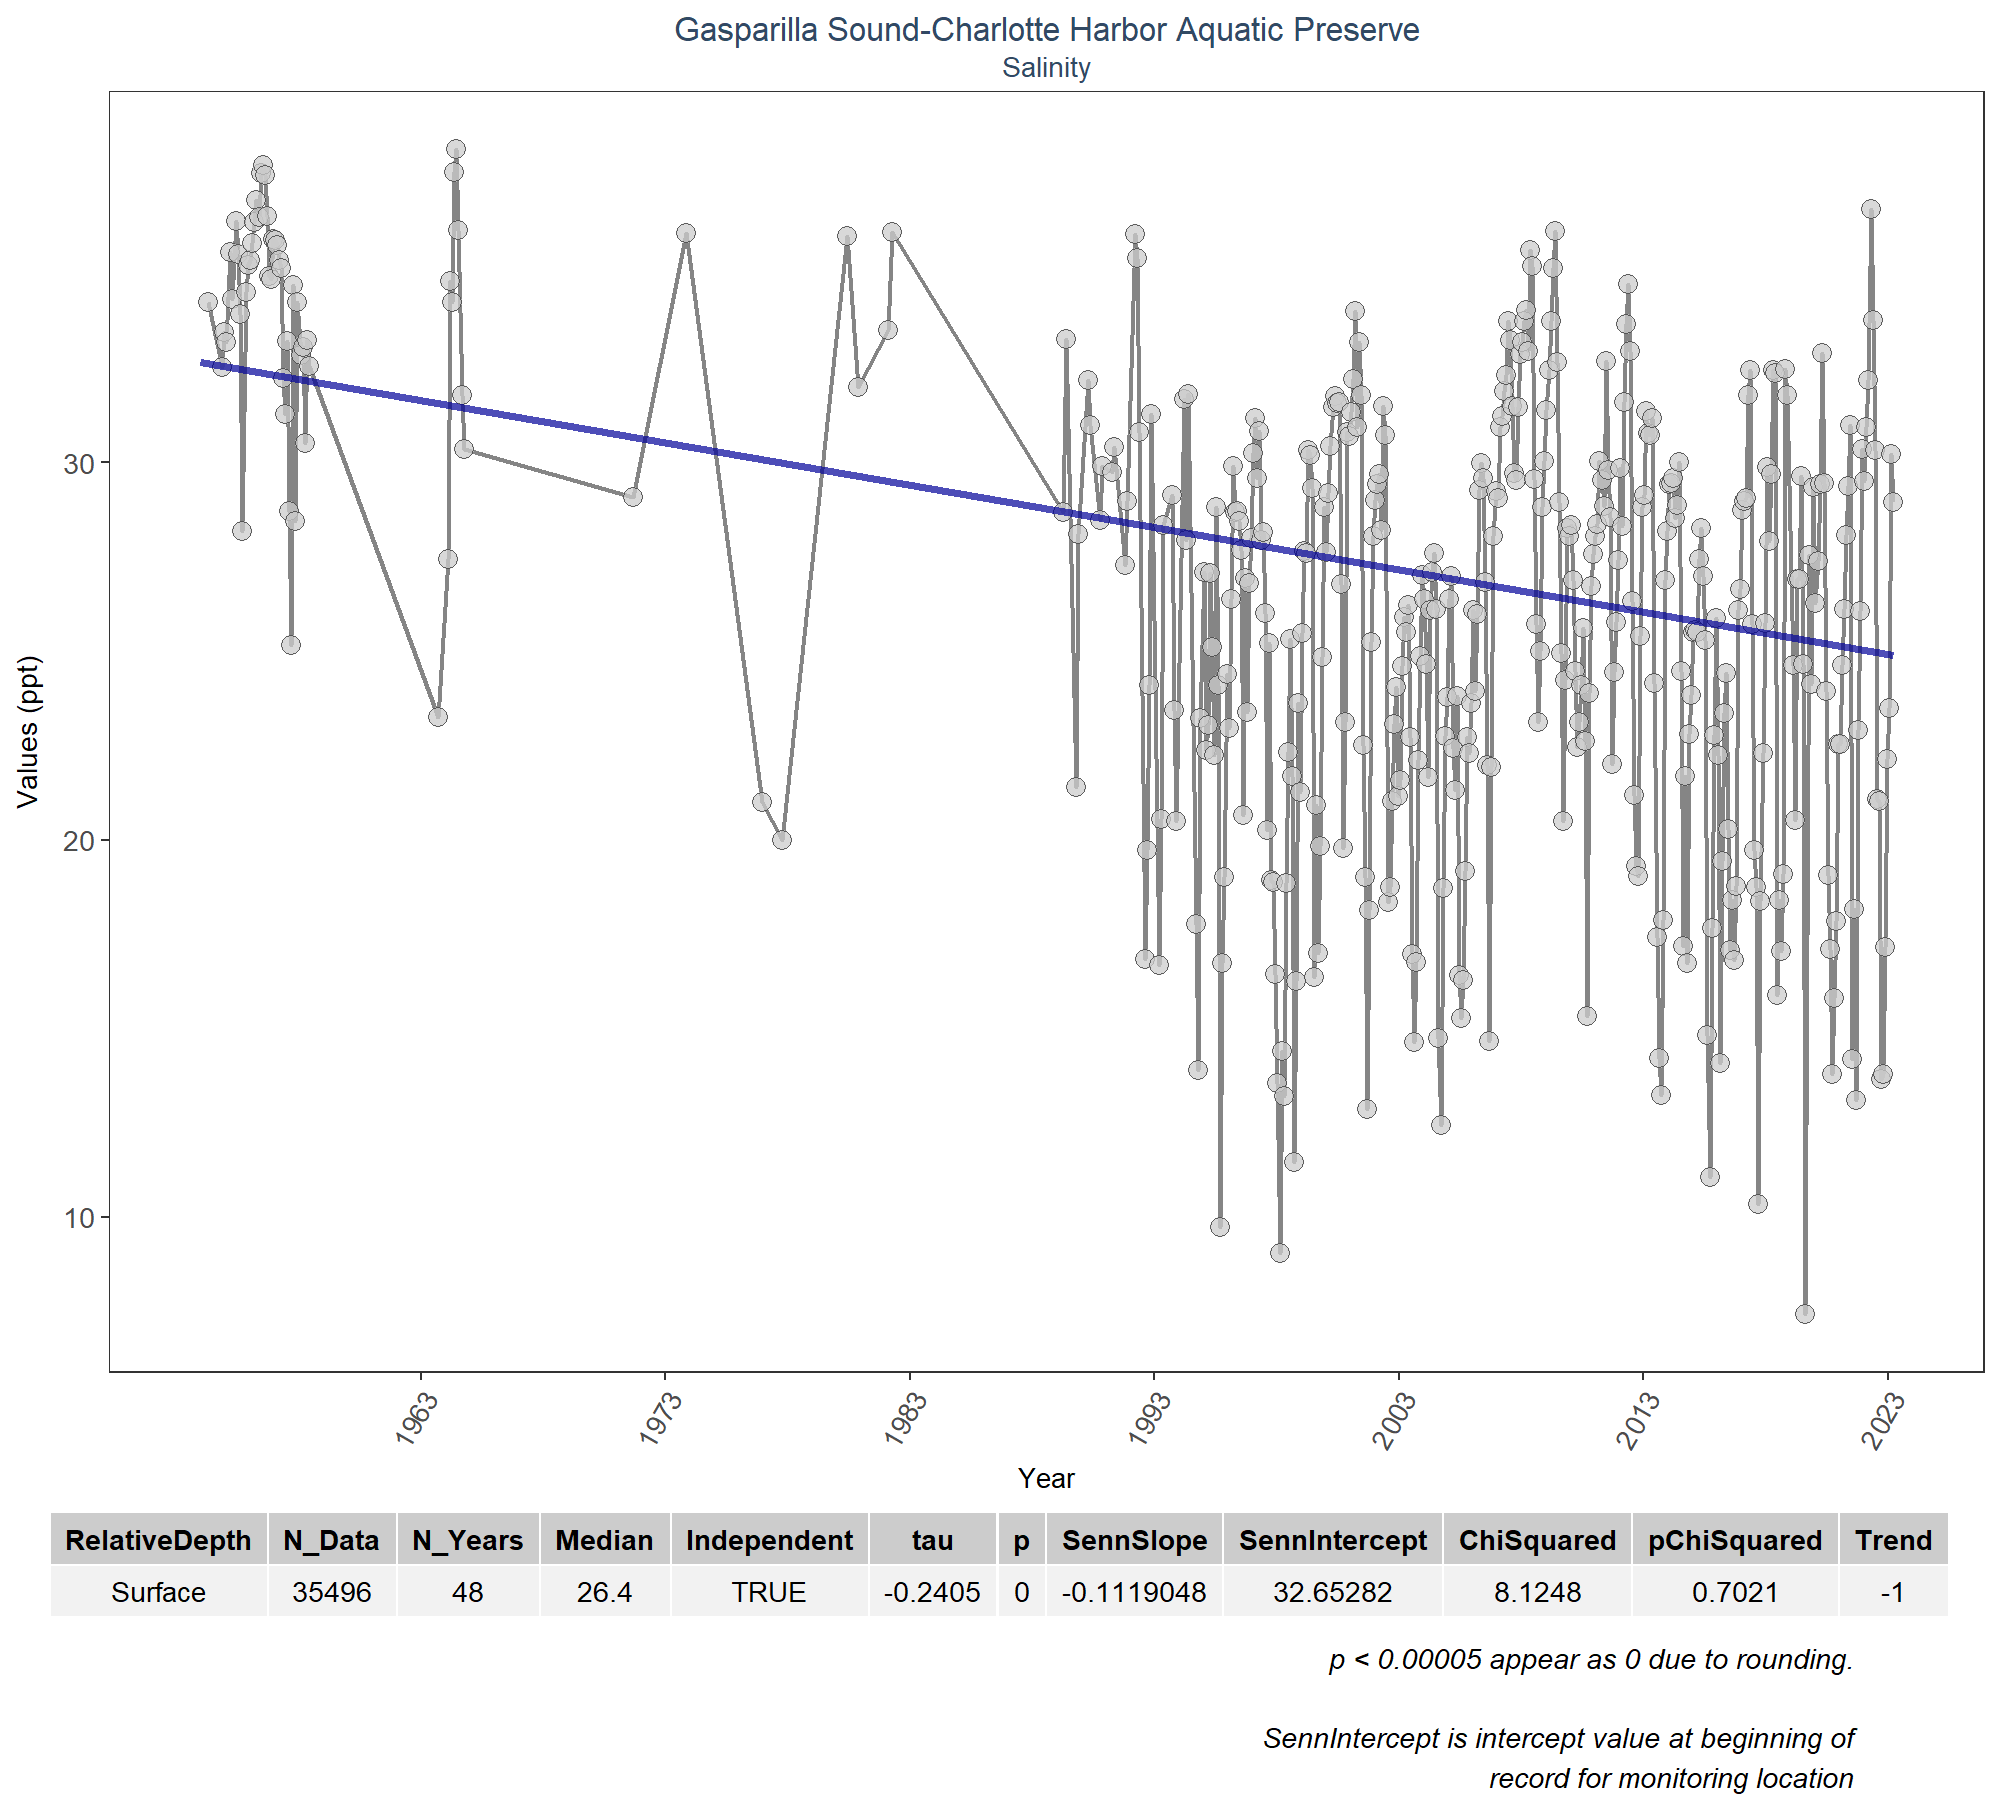 Gasparilla Sound-Charlotte Harbor Aquatic Preserve
Salinity
Values (ppt)
30
20
10
1963
1973
1983
1993
2003
2013
2023
Year
RelativeDepth N_Data N_Years Median Independent tau p SennSlope SennIntercept ChiSquared pChiSquared Trend
Surface 35496 48 26.4 TRUE -0.2405 0 -0.1119048 32.65282 8.1248 0.7021 -1
p < 0.00005 appear as 0 due to rounding.
SennIntercept is intercept value at beginning of
record for monitoring location